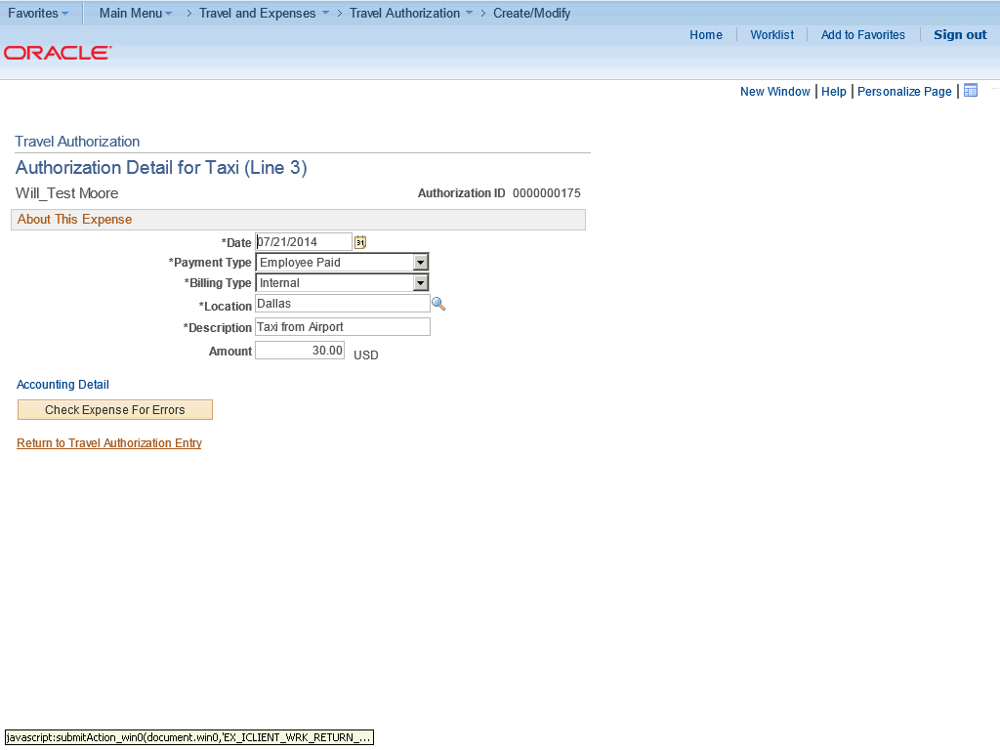 Favorites Main Menu > Travel and Expenses > Travel Authorization > Create/Modify
Home Worklist Add to Favorites Sign out
ORACLE
New Window | Help | Personalize Page |
Travel Authorization
Authorization Detail for Taxi (Line 3)
Will_Test Moore Authorization ID 0000000175
About This Expense
*Date 07/21/2014 31
*Payment Type Employee Paid
*Billing Type Internal
*Location Dallas
*Description Taxi from Airport
Amount 30.00 USD
Accounting Detail
Check Expense For Errors
Return to Travel Authorization Entry
javascript:submitAction_win0(document.win0,'EX_ICLIENT_WRK_RETURN_...